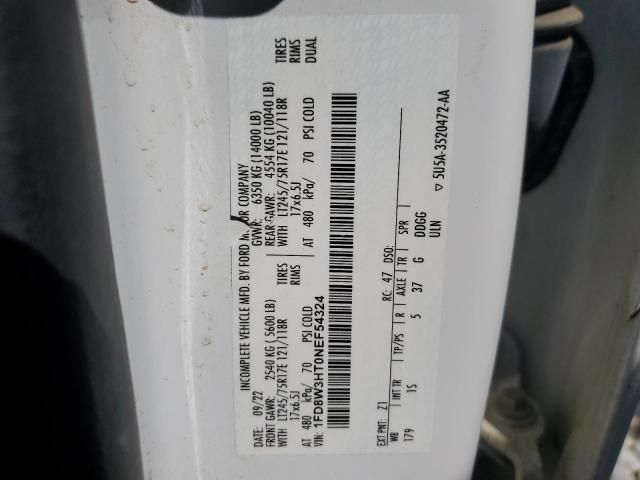 INCOMPLETE VEHICLE MFD. BY FORD MOTOR COMPANY
DATE: 09/22 GVWR: 6350 KG (14000 LB)
FRONT GAWR: 2540 KG ( 5600 LB) REAR GAWR: 4554 KG (10040 LB)
WITH LT245/75R17E 121/118R WITH LT245/75R17E 121/118R TIRES
17x6.5J 17x6.5J RIMS
AT 480 kPa/ 70 PSI COLD AT 480 kPa/ 70 PSI COLD DUAL
VIN: 1FD8W3HT0NEF54324
TIRES
RIMS
EXT PNT: Z1 RC: 47 DSO:
WB INT TR TP/PS R AXLE TR SPR
179 15 5 37 G DDGG
ULN
▽ 5U5A-3520472-AA